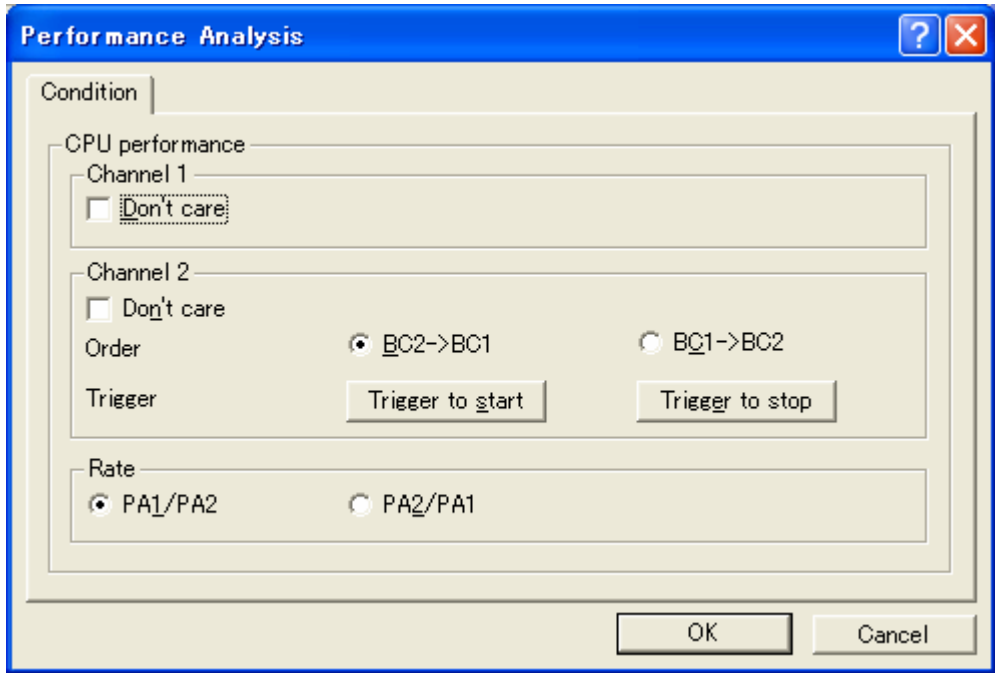 Performance Analysis
Condition
CPU performance
Channel 1
Don't care
Channel 2
Don't care
Order BC2->BC1 BC1->BC2
Trigger Trigger to start Trigger to stop
Rate
PA1/PA2 PA2/PA1
OK Cancel